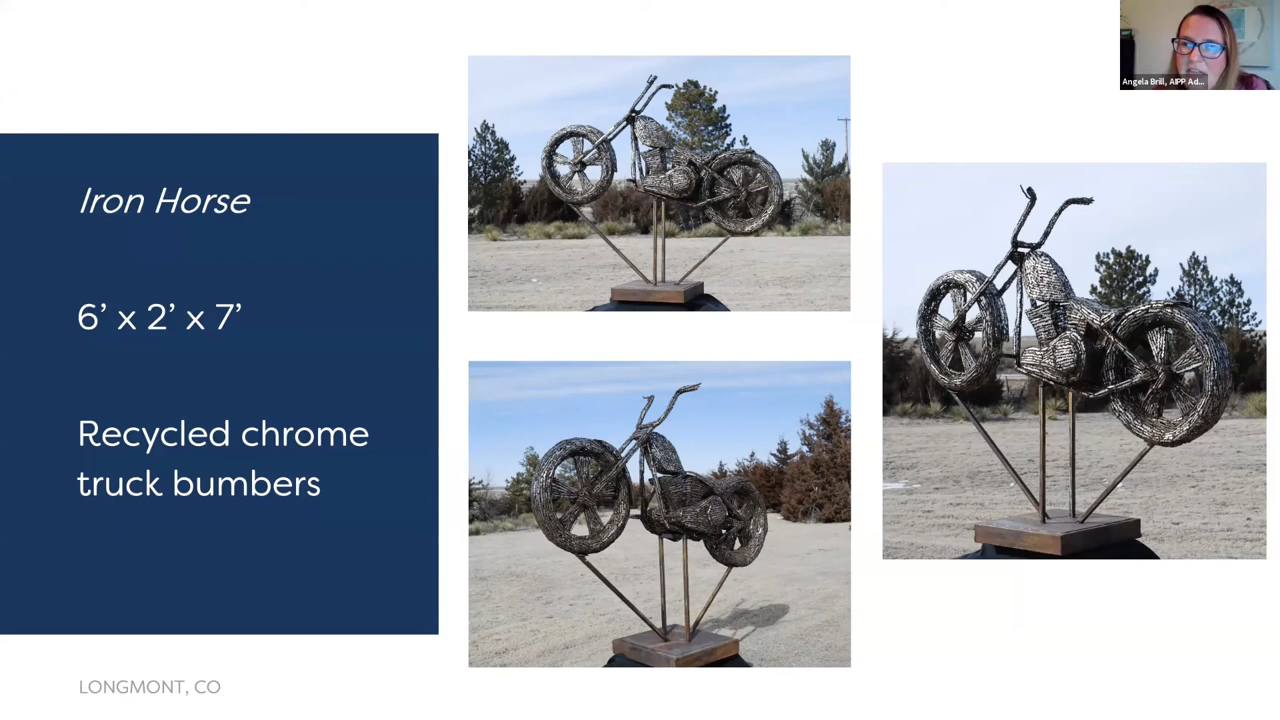 Iron Horse
6’ x 2’ x 7’
Recycled chrome
truck bumbers
LONGMONT, CO
Angela Brill, AIPP Ad...